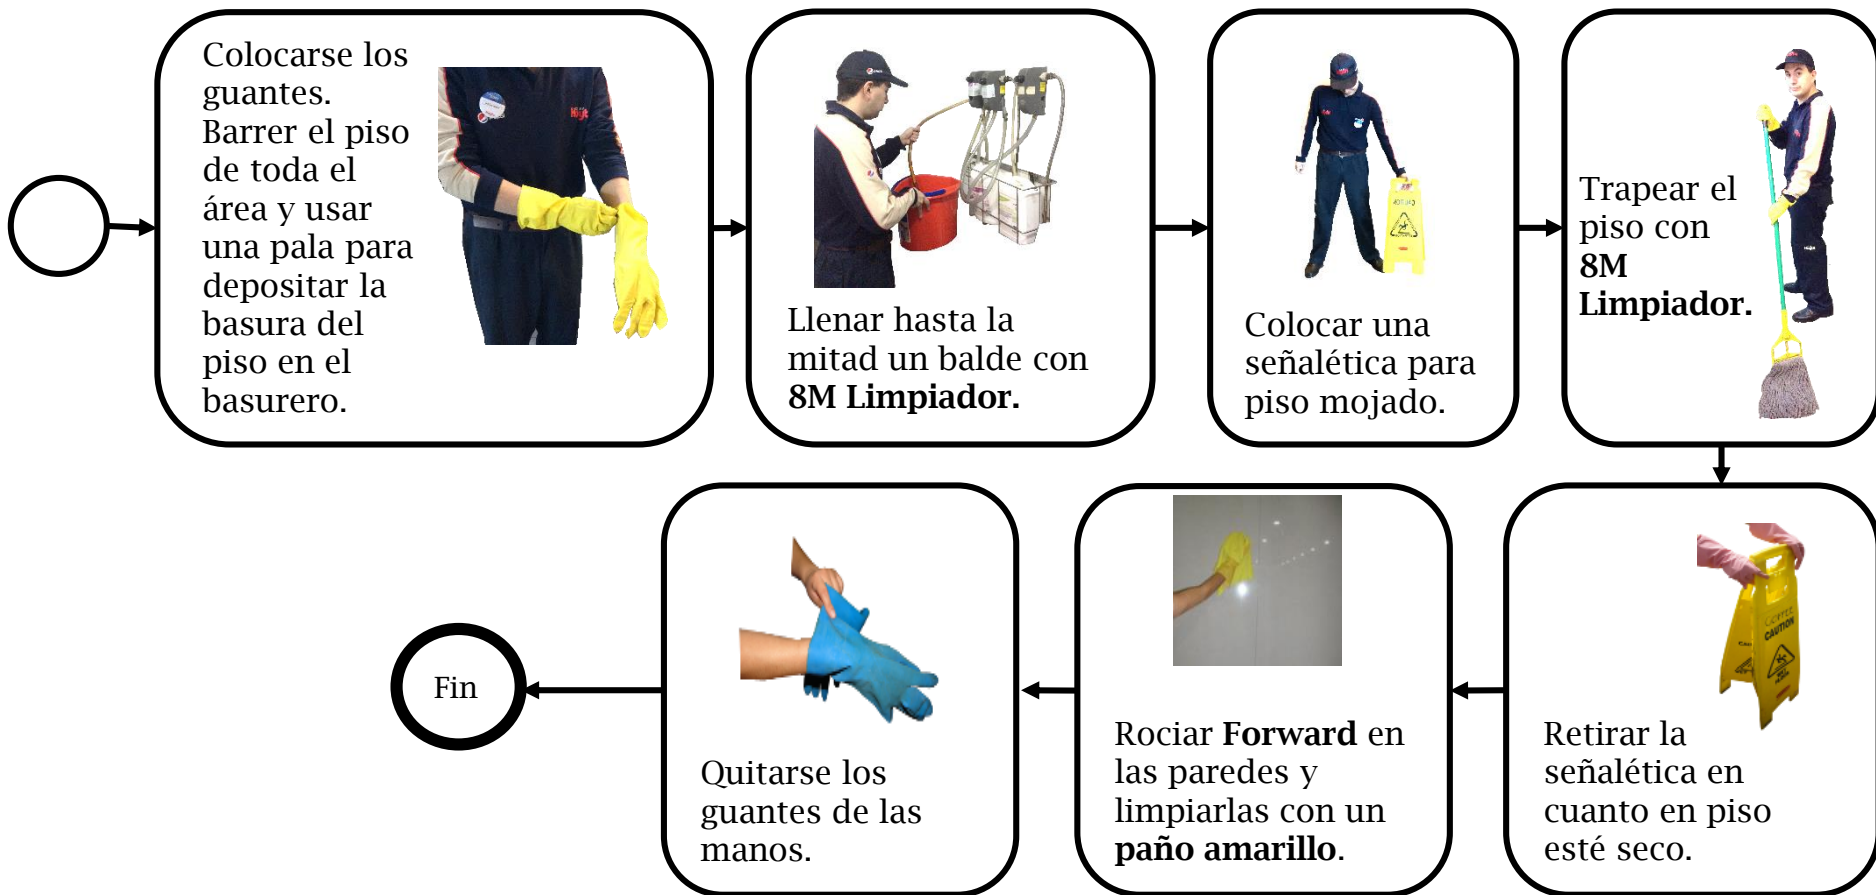 Colocarse los
guantes.
Barrer el piso
de toda el
área y usar
una pala para
depositar la
basura del
piso en el
basurero.
Llenar hasta la
mitad un balde con
8M Limpiador.
Colocar una
señalética para
piso mojado.
Trapear el
piso con
8M
Limpiador.
Retirar la
señalética en
cuanto en piso
esté seco.
CAUTION
Rociar Forward en
las paredes y
limpiarlas con un
paño amarillo.
Quitarse los
guantes de las
manos.
Fin